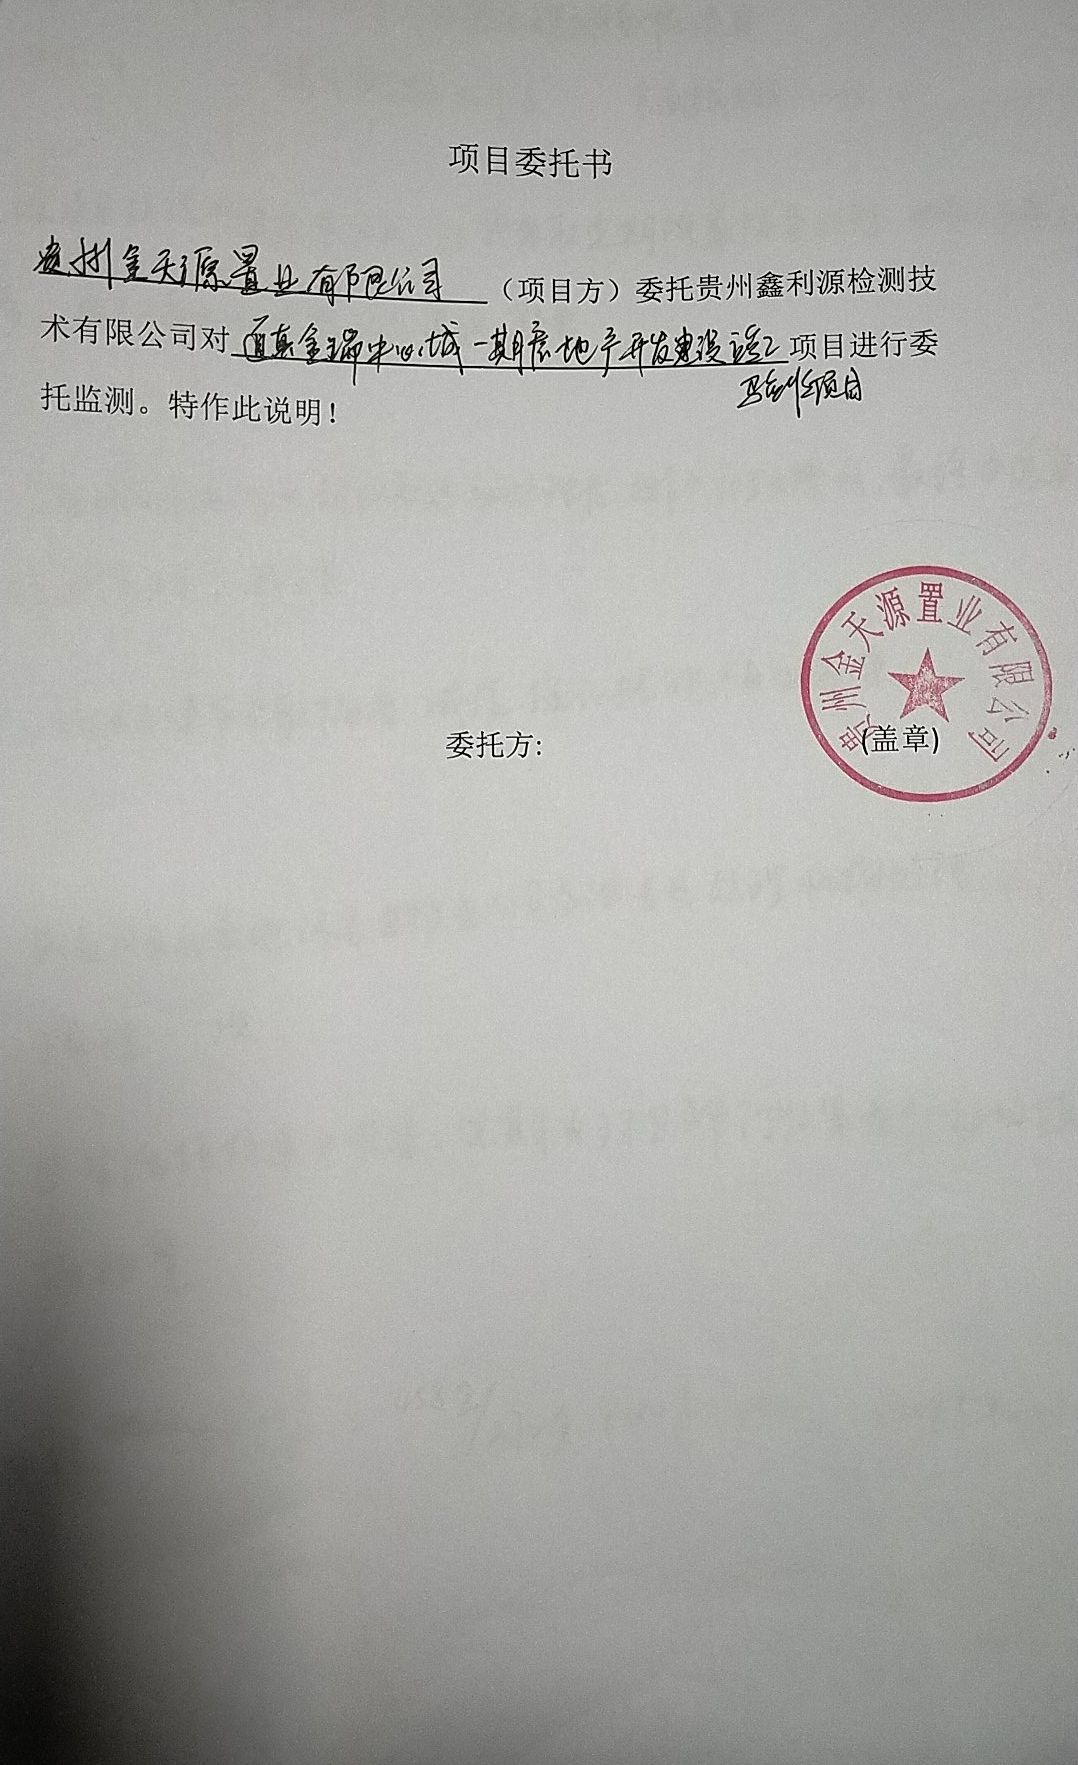 项目委托书
贵州金天源置业有限公司（项目方）委托贵州鑫利源检测技
术有限公司对道真金瑞中心城一期房地产开发建设竣工项目进行委
验收项目
托监测。特作此说明！
贵州金天源置业有限公司
委托方: (盖章)